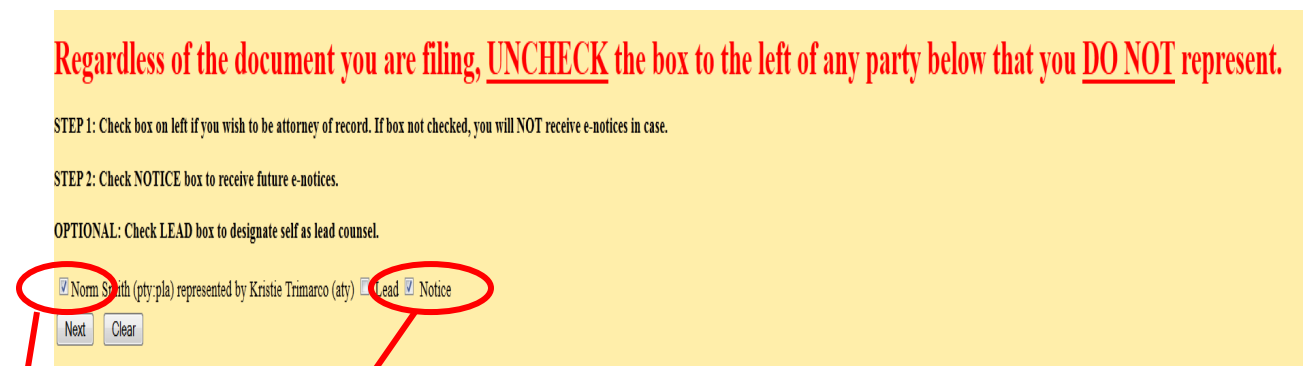 Regardless of the document you are filing, UNCHECK the box to the left of any party below that you DO NOT represent.
STEP 1: Check box on left if you wish to be attorney of record. If box not checked, you will NOT receive e-notices in case.
STEP 2: Check NOTICE box to receive future e-notices.
OPTIONAL: Check LEAD box to designate self as lead counsel.
Norm Smith (pty:pla) represented by Kristie Trimarco (aty) Lead Notice
Next Clear